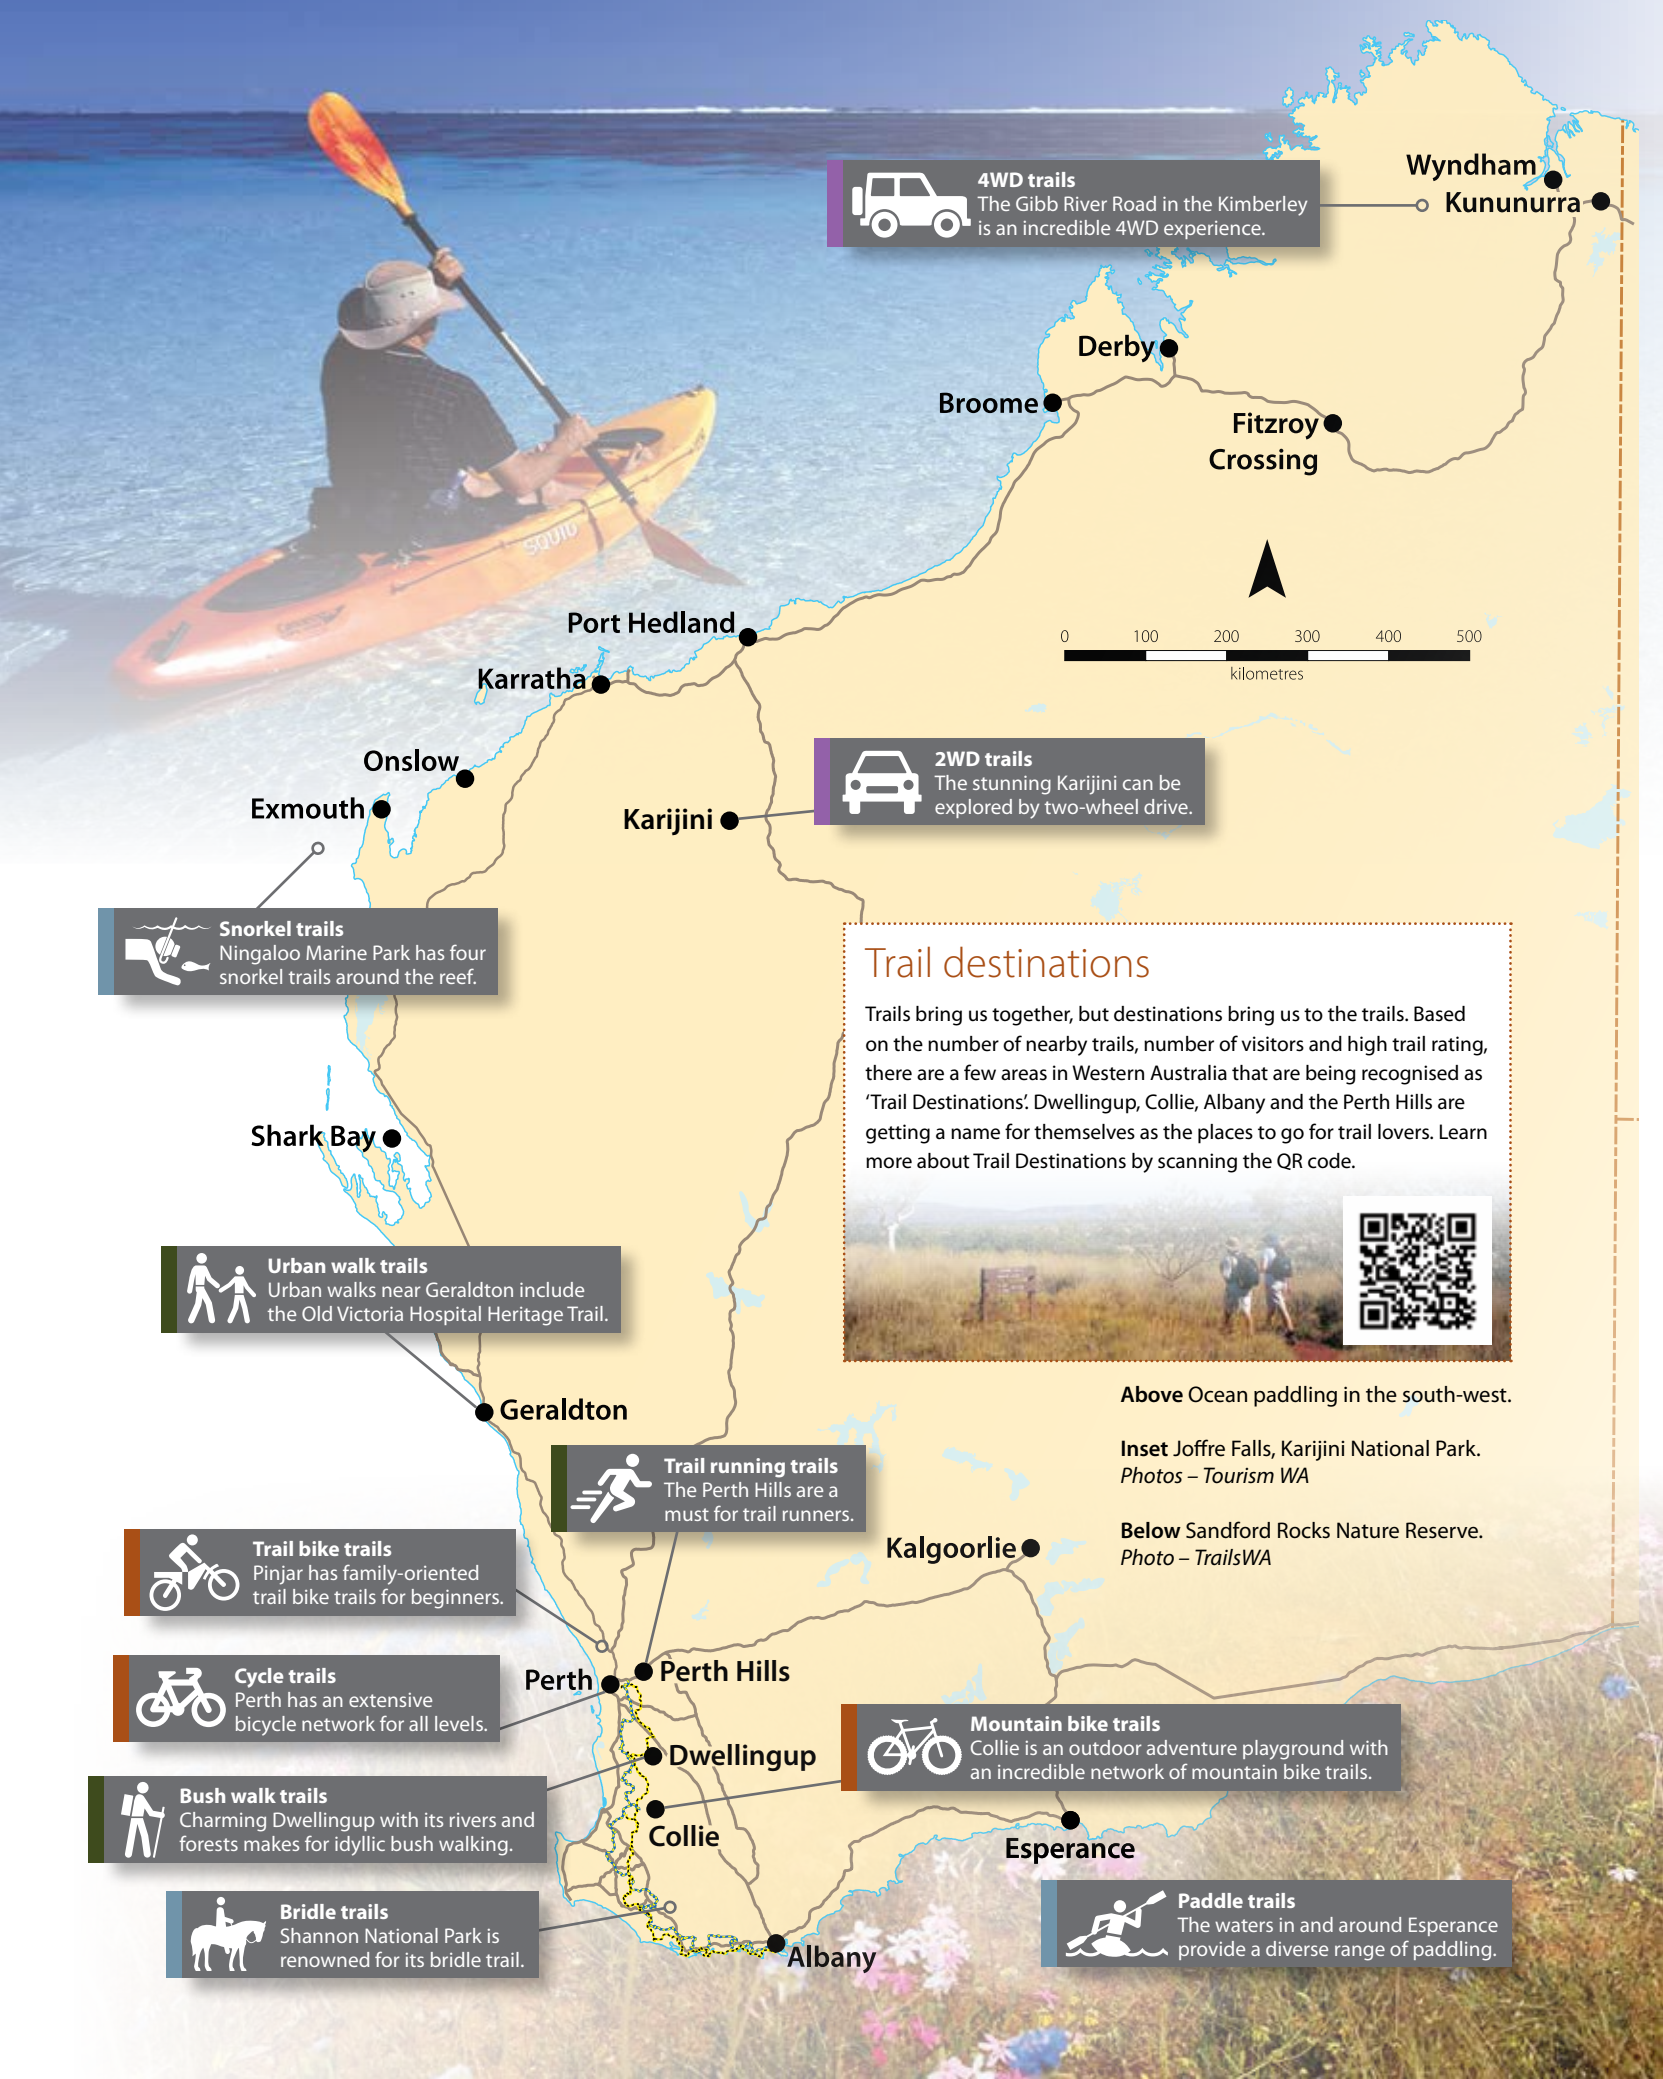 4WD trails
The Gibb River Road in the Kimberley
is an incredible 4WD experience.
Wyndham
Kununurra
Derby
Broome
Fitzroy
Crossing
SQUID
Port Hedland
0 100 200 300 400 500
kilometres
Karratha
Onslow
Exmouth
Karijini
2WD trails
The stunning Karijini can be
explored by two-wheel drive.
Snorkel trails
Ningaloo Marine Park has four
snorkel trails around the reef.
Trail destinations
Trails bring us together, but destinations bring us to the trails. Based
on the number of nearby trails, number of visitors and high trail rating,
there are a few areas in Western Australia that are being recognised as
‘Trail Destinations’. Dwellingup, Collie, Albany and the Perth Hills are
getting a name for themselves as the places to go for trail lovers. Learn
more about Trail Destinations by scanning the QR code.
Shark Bay
Urban walk trails
Urban walks near Geraldton include
the Old Victoria Hospital Heritage Trail.
Geraldton
Above Ocean paddling in the south-west.
Inset Joffre Falls, Karijini National Park.
Photos – Tourism WA
Below Sandford Rocks Nature Reserve.
Photo – TrailsWA
Trail running trails
The Perth Hills are a
must for trail runners.
Kalgoorlie
Trail bike trails
Pinjar has family-oriented
trail bike trails for beginners.
Perth Hills
Perth
Cycle trails
Perth has an extensive
bicycle network for all levels.
Mountain bike trails
Collie is an outdoor adventure playground with
an incredible network of mountain bike trails.
Dwellingup
Bush walk trails
Charming Dwellingup with its rivers and
forests makes for idyllic bush walking.
Collie
Esperance
Bridle trails
Shannon National Park is
renowned for its bridle trail.
Albany
Paddle trails
The waters in and around Esperance
provide a diverse range of paddling.